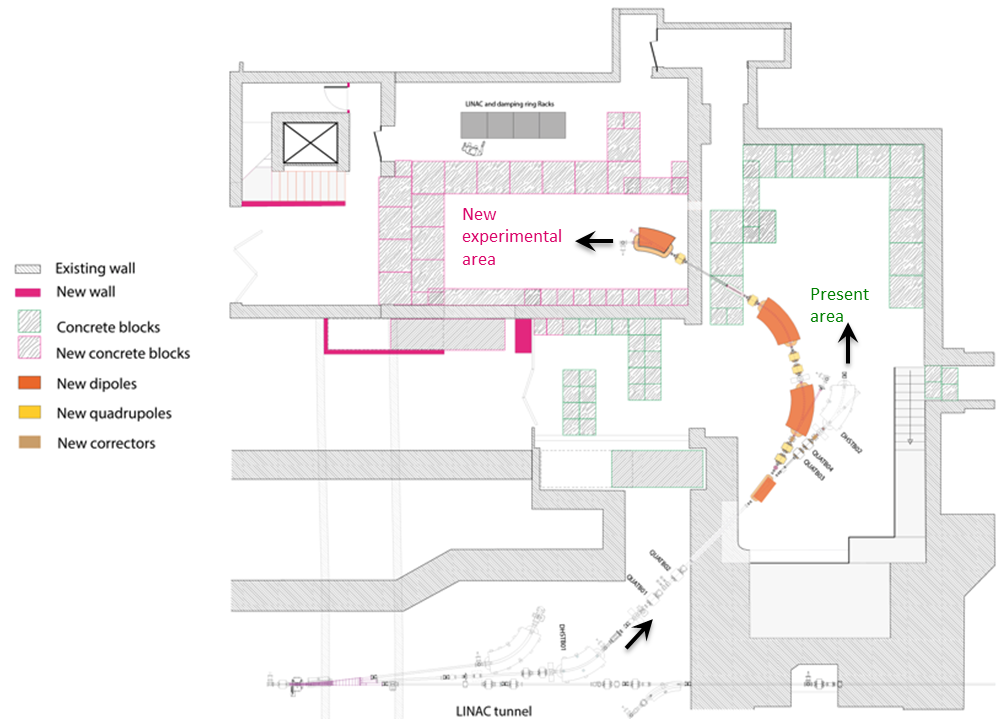 LINAC and damping ring Racks
New
experimental
area
Present
area
Existing wall
New wall
Concrete blocks
New concrete blocks
New dipoles
New quadrupoles
New correctors
DHSTB02
QUATB04
QUATB03
QUATB02
QUATB01
DHSTB01
LINAC tunnel